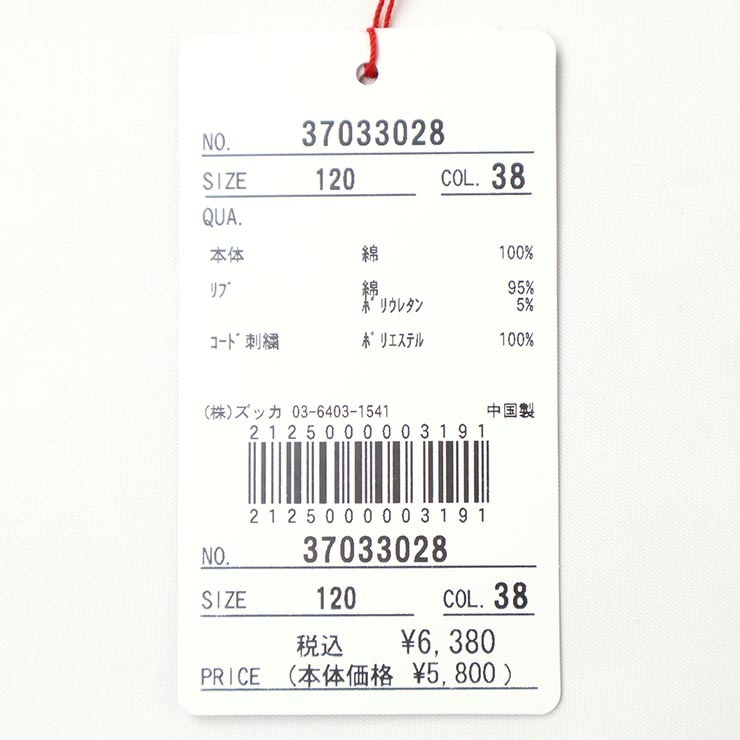 NO. 37033028
SIZE 120 COL. 38
QUA.
本体 綿 100%
ﾘﾌﾞ 綿 95%
ﾎﾟﾘｳﾚﾀﾝ 5%
ｺｰﾄﾞ刺繍 ﾎﾟﾘｴｽﾃﾙ 100%
(株)ズッカ 03-6403-1541 中国製
2125000003191
2125000003191
NO. 37033028
SIZE 120 COL. 38
税込 ¥6,380
PRICE (本体価格 ¥5,800)